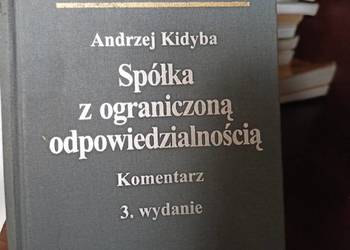 Andrzej Kidyba
Spółka
z ograniczoną
odpowiedzialnością
Komentarz
3. wydanie